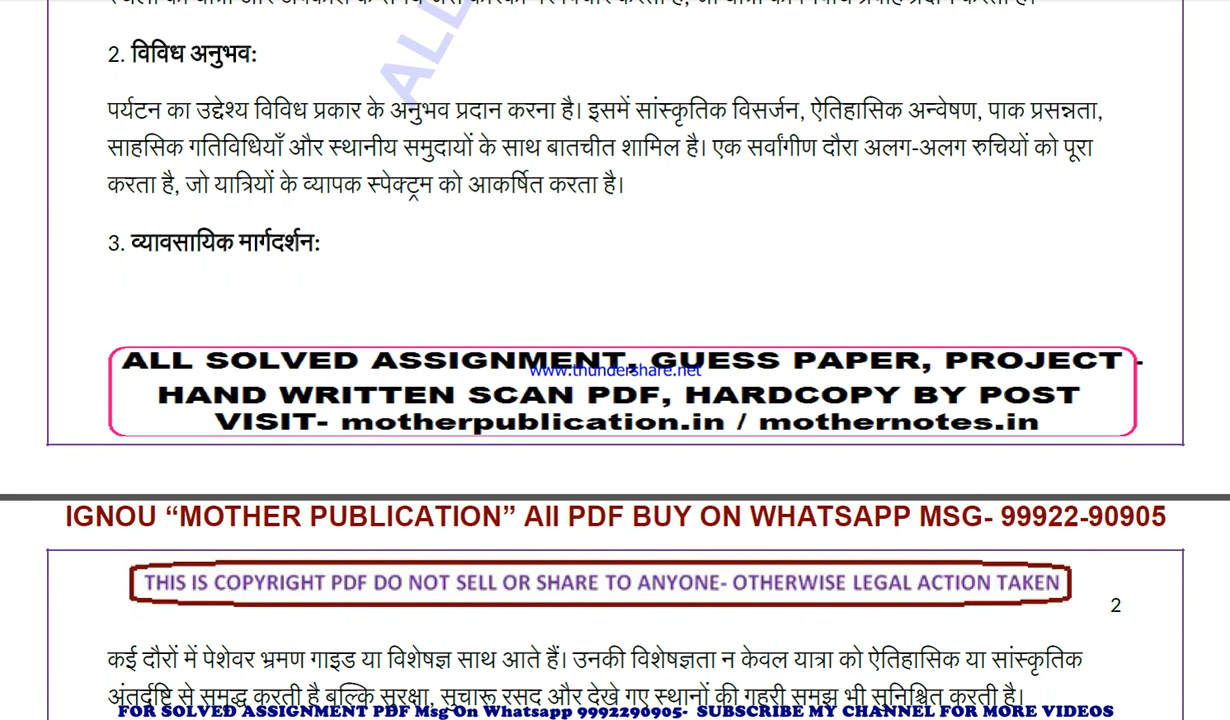 2. विविध अनुभव:
पर्यटन का उद्देश्य विविध प्रकार के अनुभव प्रदान करना है। इसमें सांस्कृतिक विसर्जन, ऐतिहासिक अन्वेषण, पाक प्रसन्नता,
साहसिक गतिविधियाँ और स्थानीय समुदायों के साथ बातचीत शामिल है। एक सर्वांगीण दौरा अलग-अलग रुचियों को पूरा
करता है, जो यात्रियों के व्यापक स्पेक्ट्रम को आकर्षित करता है।
3. व्यावसायिक मार्गदर्शन:
ALL SOLVED ASSIGNMENT, GUESS PAPER, PROJECT -
www.thundershare.net
HAND WRITTEN SCAN PDF, HARDCOPY BY POST
VISIT- motherpublication.in / mothernotes.in
IGNOU “MOTHER PUBLICATION” All PDF BUY ON WHATSAPP MSG- 99922-90905
THIS IS COPYRIGHT PDF DO NOT SELL OR SHARE TO ANYONE- OTHERWISE LEGAL ACTION TAKEN
2
कई दौरों में पेशेवर भ्रमण गाइड या विशेषज्ञ साथ आते हैं। उनकी विशेषज्ञता न केवल यात्रा को ऐतिहासिक या सांस्कृतिक
अंतर्दृष्टि से समृद्ध करती है बल्कि सुरक्षा, सुचारू रसद और देखे गए स्थानों की गहरी समझ भी सुनिश्चित करती है।
FOR SOLVED ASSIGNMENT PDF Msg On Whatsapp 9992290905- SUBSCRIBE MY CHANNEL FOR MORE VIDEOS